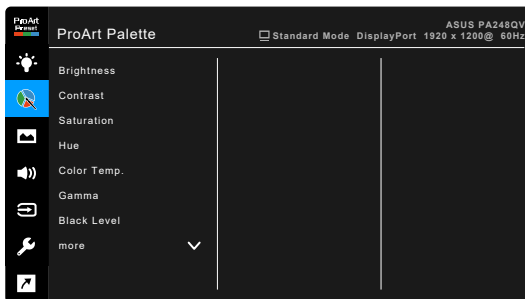 ProArt
Preset
ProArt Palette
ASUS PA248QV
Standard Mode DisplayPort 1920 x 1200@ 60Hz
Brightness
Contrast
Saturation
Hue
Color Temp.
Gamma
Black Level
more